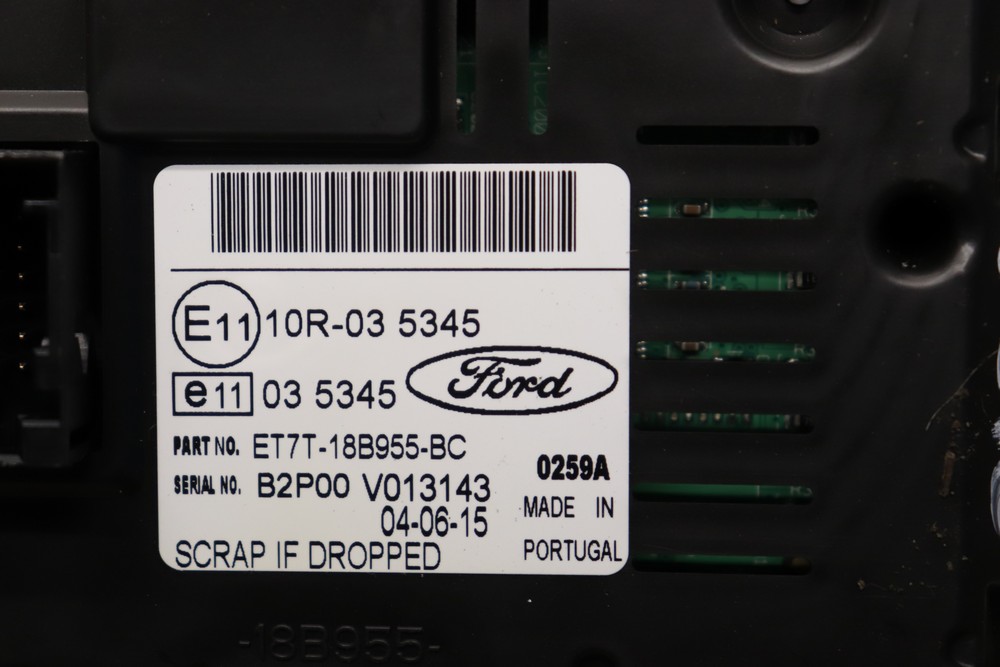 E11 10R-03 5345
e11 03 5345
Ford
PART NO. ET7T-18B955-BC
SERIAL NO. B2P00 V013143
04-06-15
0259A
MADE IN
PORTUGAL
SCRAP IF DROPPED
-18B955-